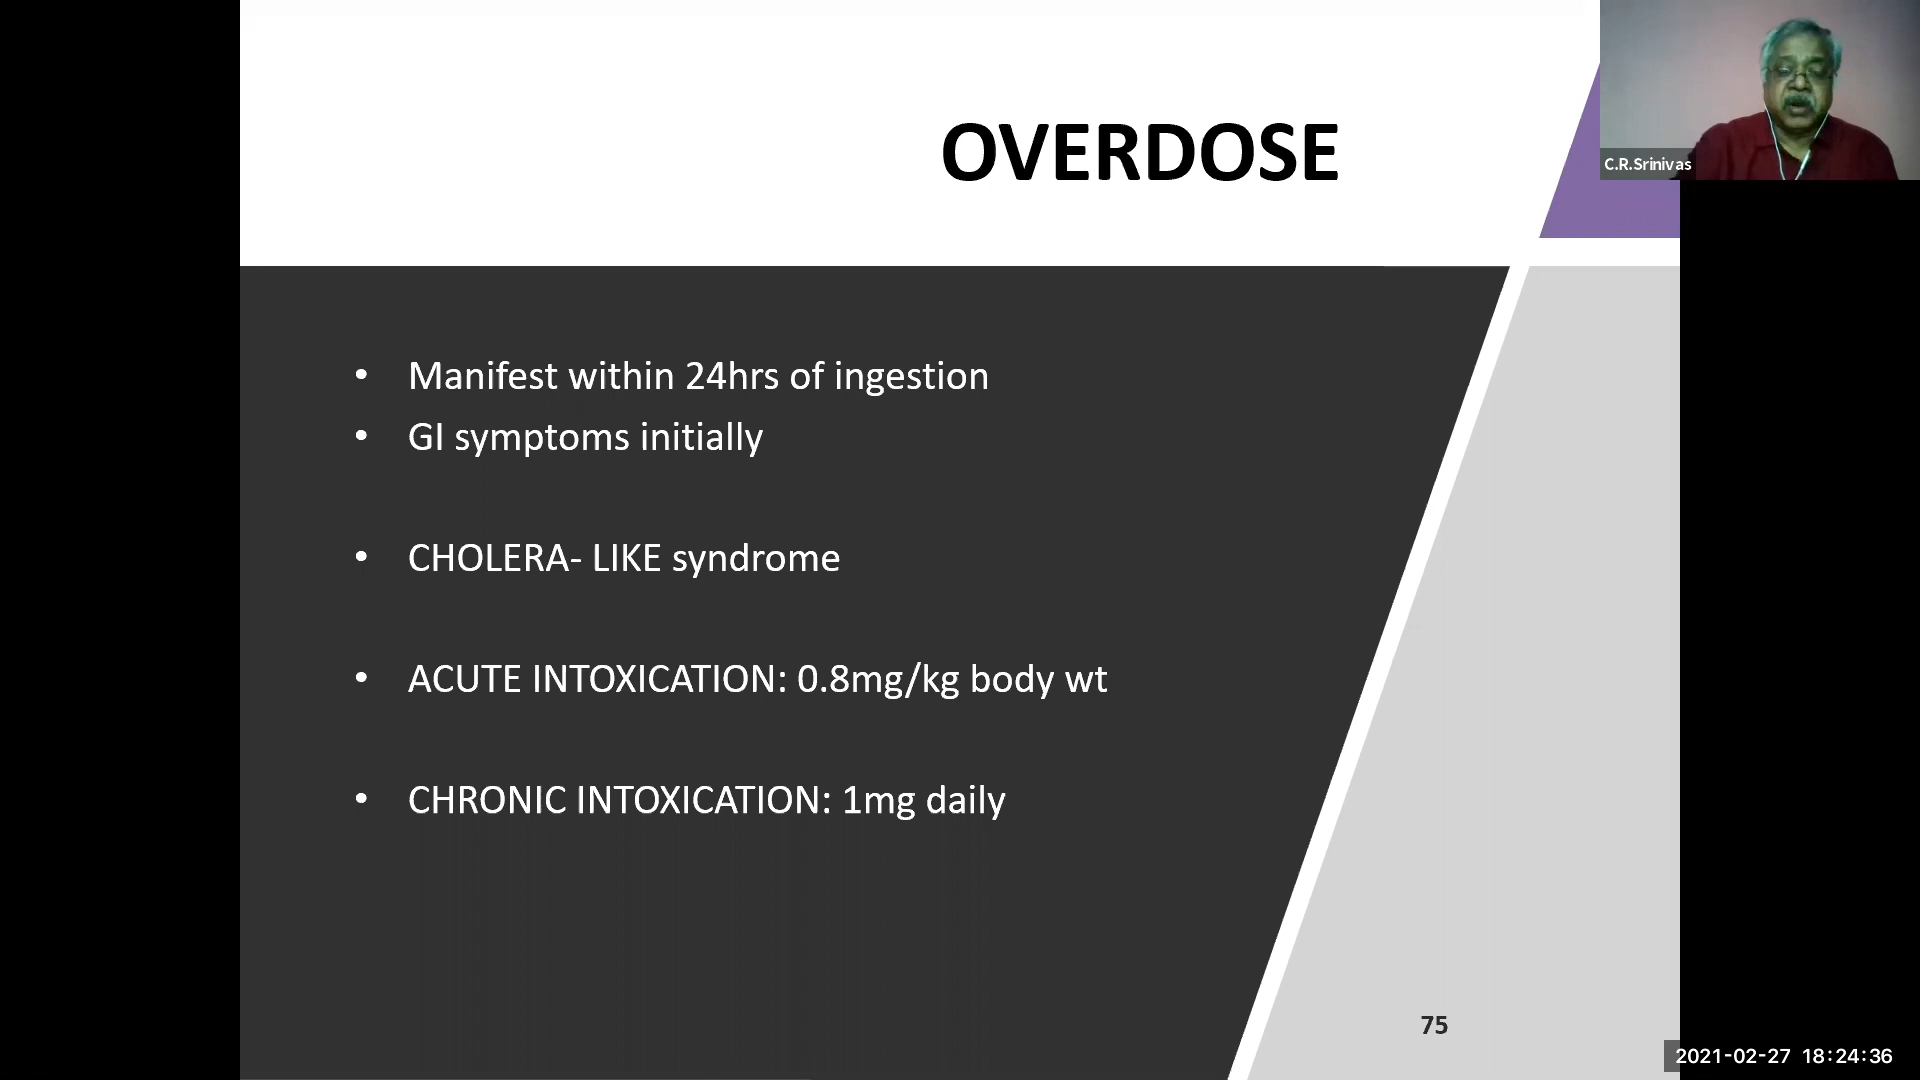 OVERDOSE
C.R.Srinivas
• Manifest within 24hrs of ingestion
• GI symptoms initially
• CHOLERA- LIKE syndrome
• ACUTE INTOXICATION: 0.8mg/kg body wt
• CHRONIC INTOXICATION: 1mg daily
75
2021-02-27 18:24:36